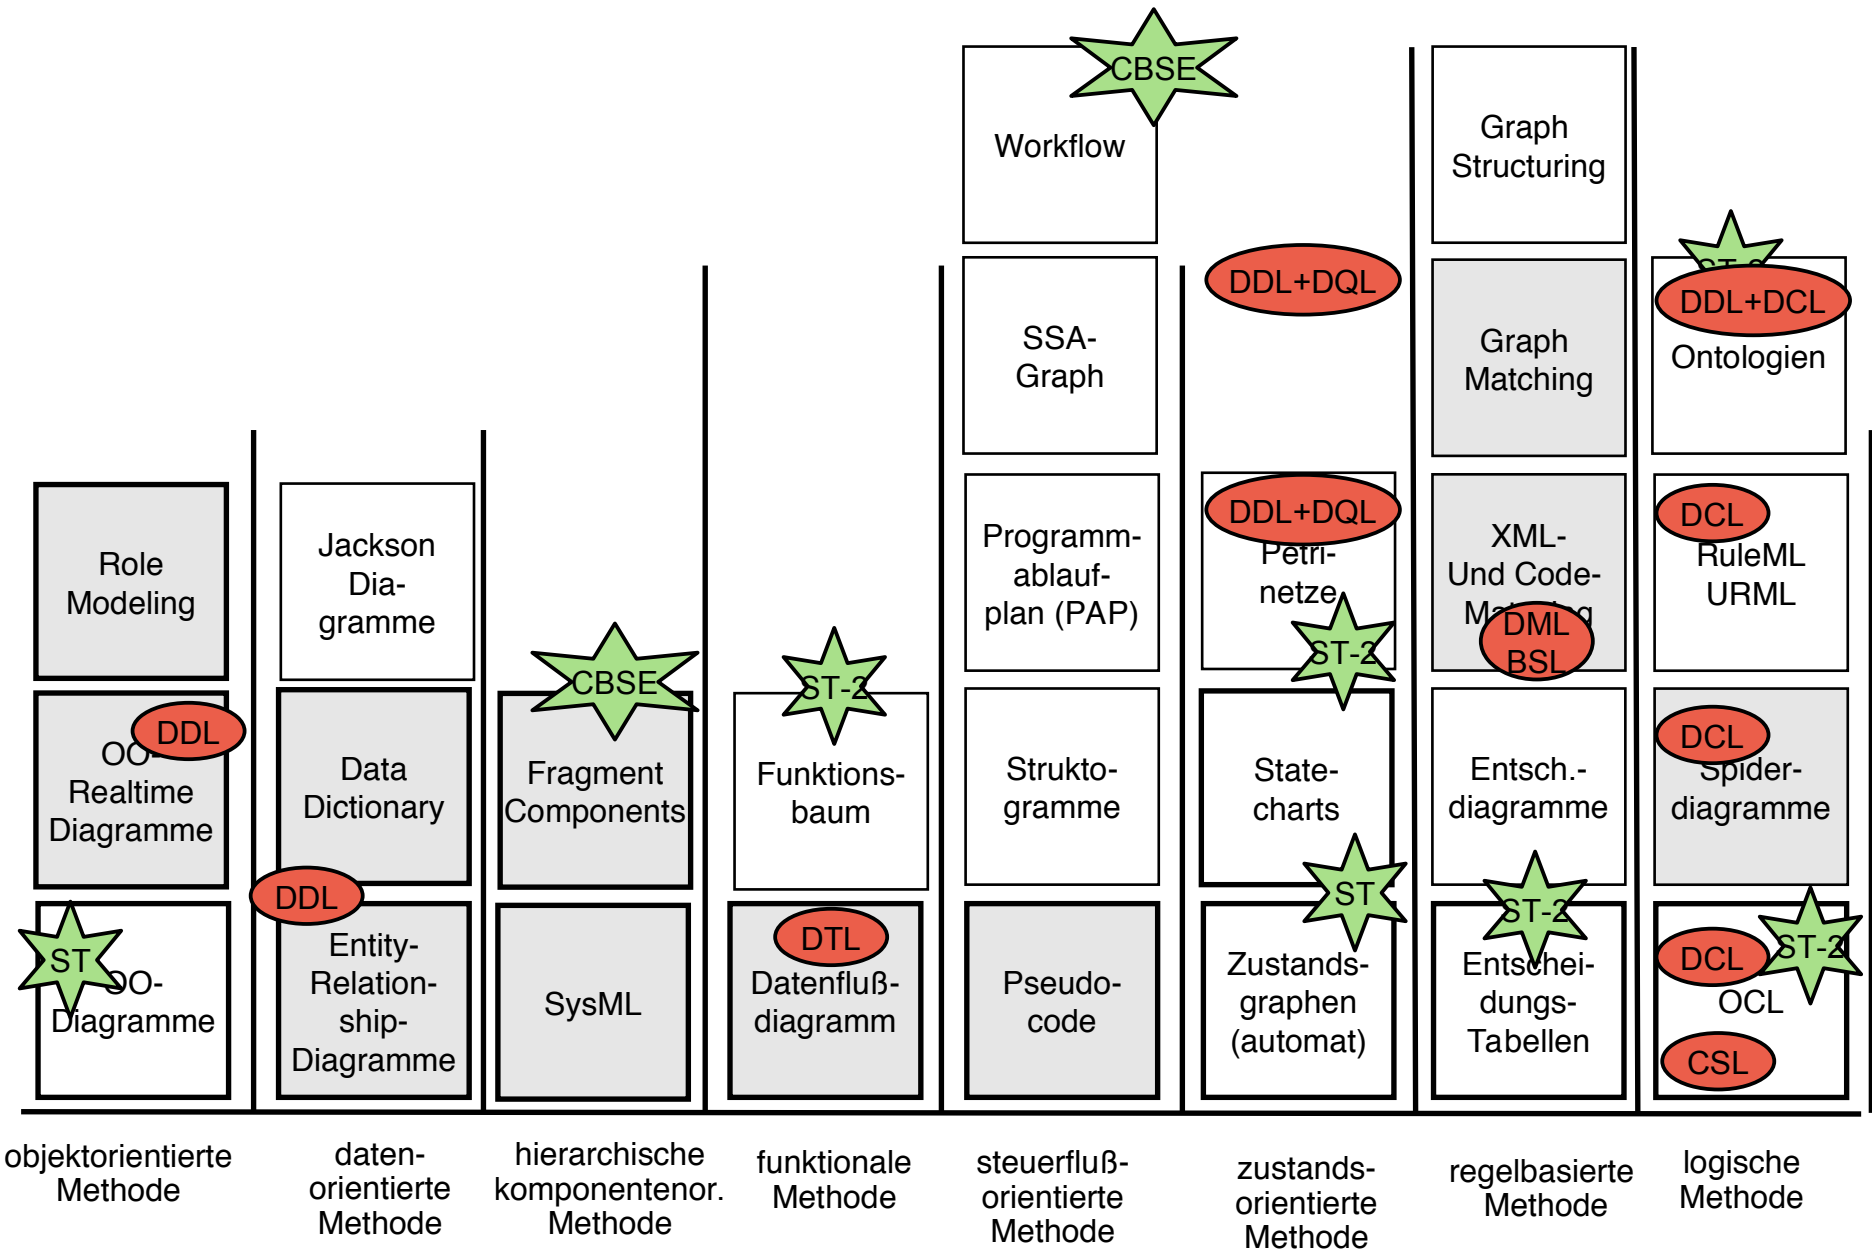 CBSE
Workflow
Graph
Structuring
DDL+DQL
SSA-
Graph
Graph
Matching
DDL+DCL
Ontologien
Role
Modeling
Jackson
Dia-
gramme
Programm-
ablauf-
plan (PAP)
DDL+DQL
Petri-
netze
ST-2
XML-
Und Code-
DML
BSL
DCL
RuleML
URML
DDL
OO-
Realtime
Diagramme
Data
Dictionary
CBSE
Fragment
Components
ST-2
Funktions-
baum
Strukto-
gramme
State-
charts
Entsch.-
diagramme
DCL
Spider-
diagramme
ST
OO-
Diagramme
DDL
Entity-
Relation-
ship-
Diagramme
SysML
DTL
Datenfluß-
diagramm
Pseudo-
code
ST
Zustands-
graphen
(automat)
ST-2
Entschei-
dungs-
Tabellen
DCL
ST-2
OCL
CSL
objektorientierte
Methode
daten-
orientierte
Methode
hierarchische
komponentenor.
Methode
funktionale
Methode
steuerfluß-
orientierte
Methode
zustands-
orientierte
Methode
regelbasierte
Methode
logische
Methode